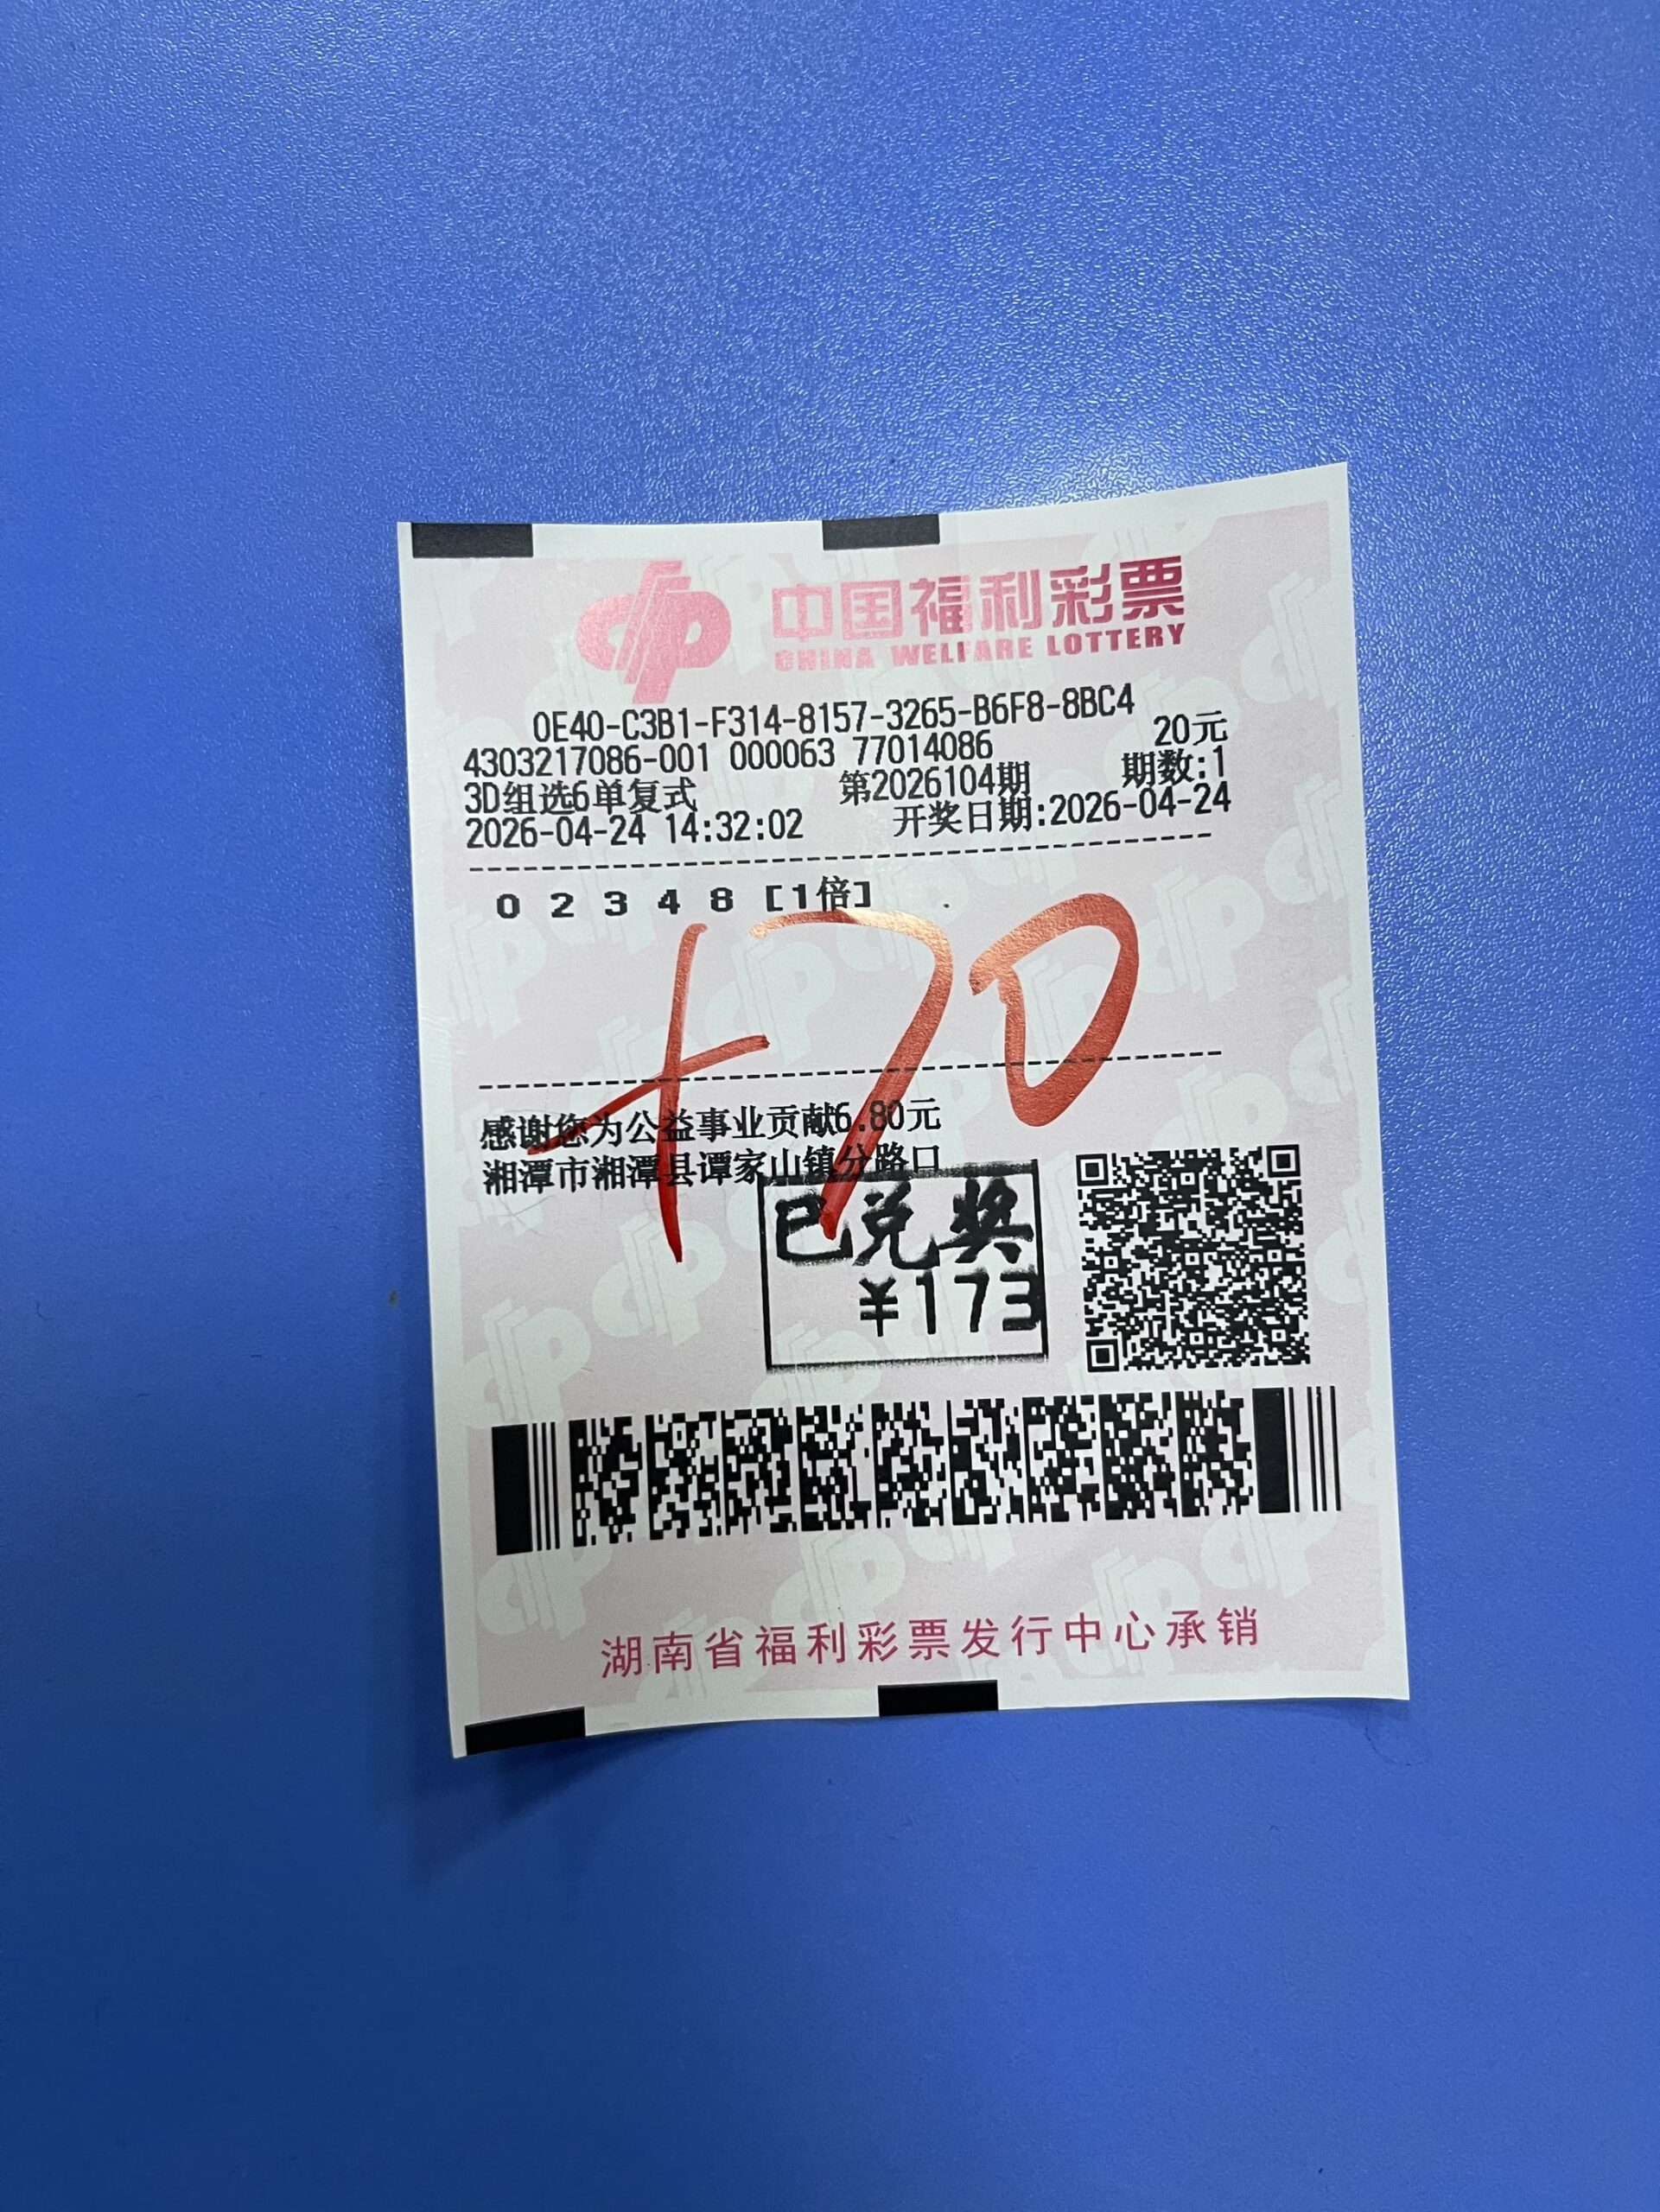 中国福利彩票
CHINA WELFARE LOTTERY
0E40-C3B1-F314-8157-3265-B6F8-8BC4
4303217086-001 000063 77014086 20元
3D组选6单复式 第2026104期 期数:1
2026-04-24 14:32:02 开奖日期:2026-04-24
0 2 3 4 8 [1倍]
+70
感谢您为公益事业贡献6.80元
湘潭市湘潭县谭家山镇分路口
已兑奖
¥173
湖南省福利彩票发行中心承销